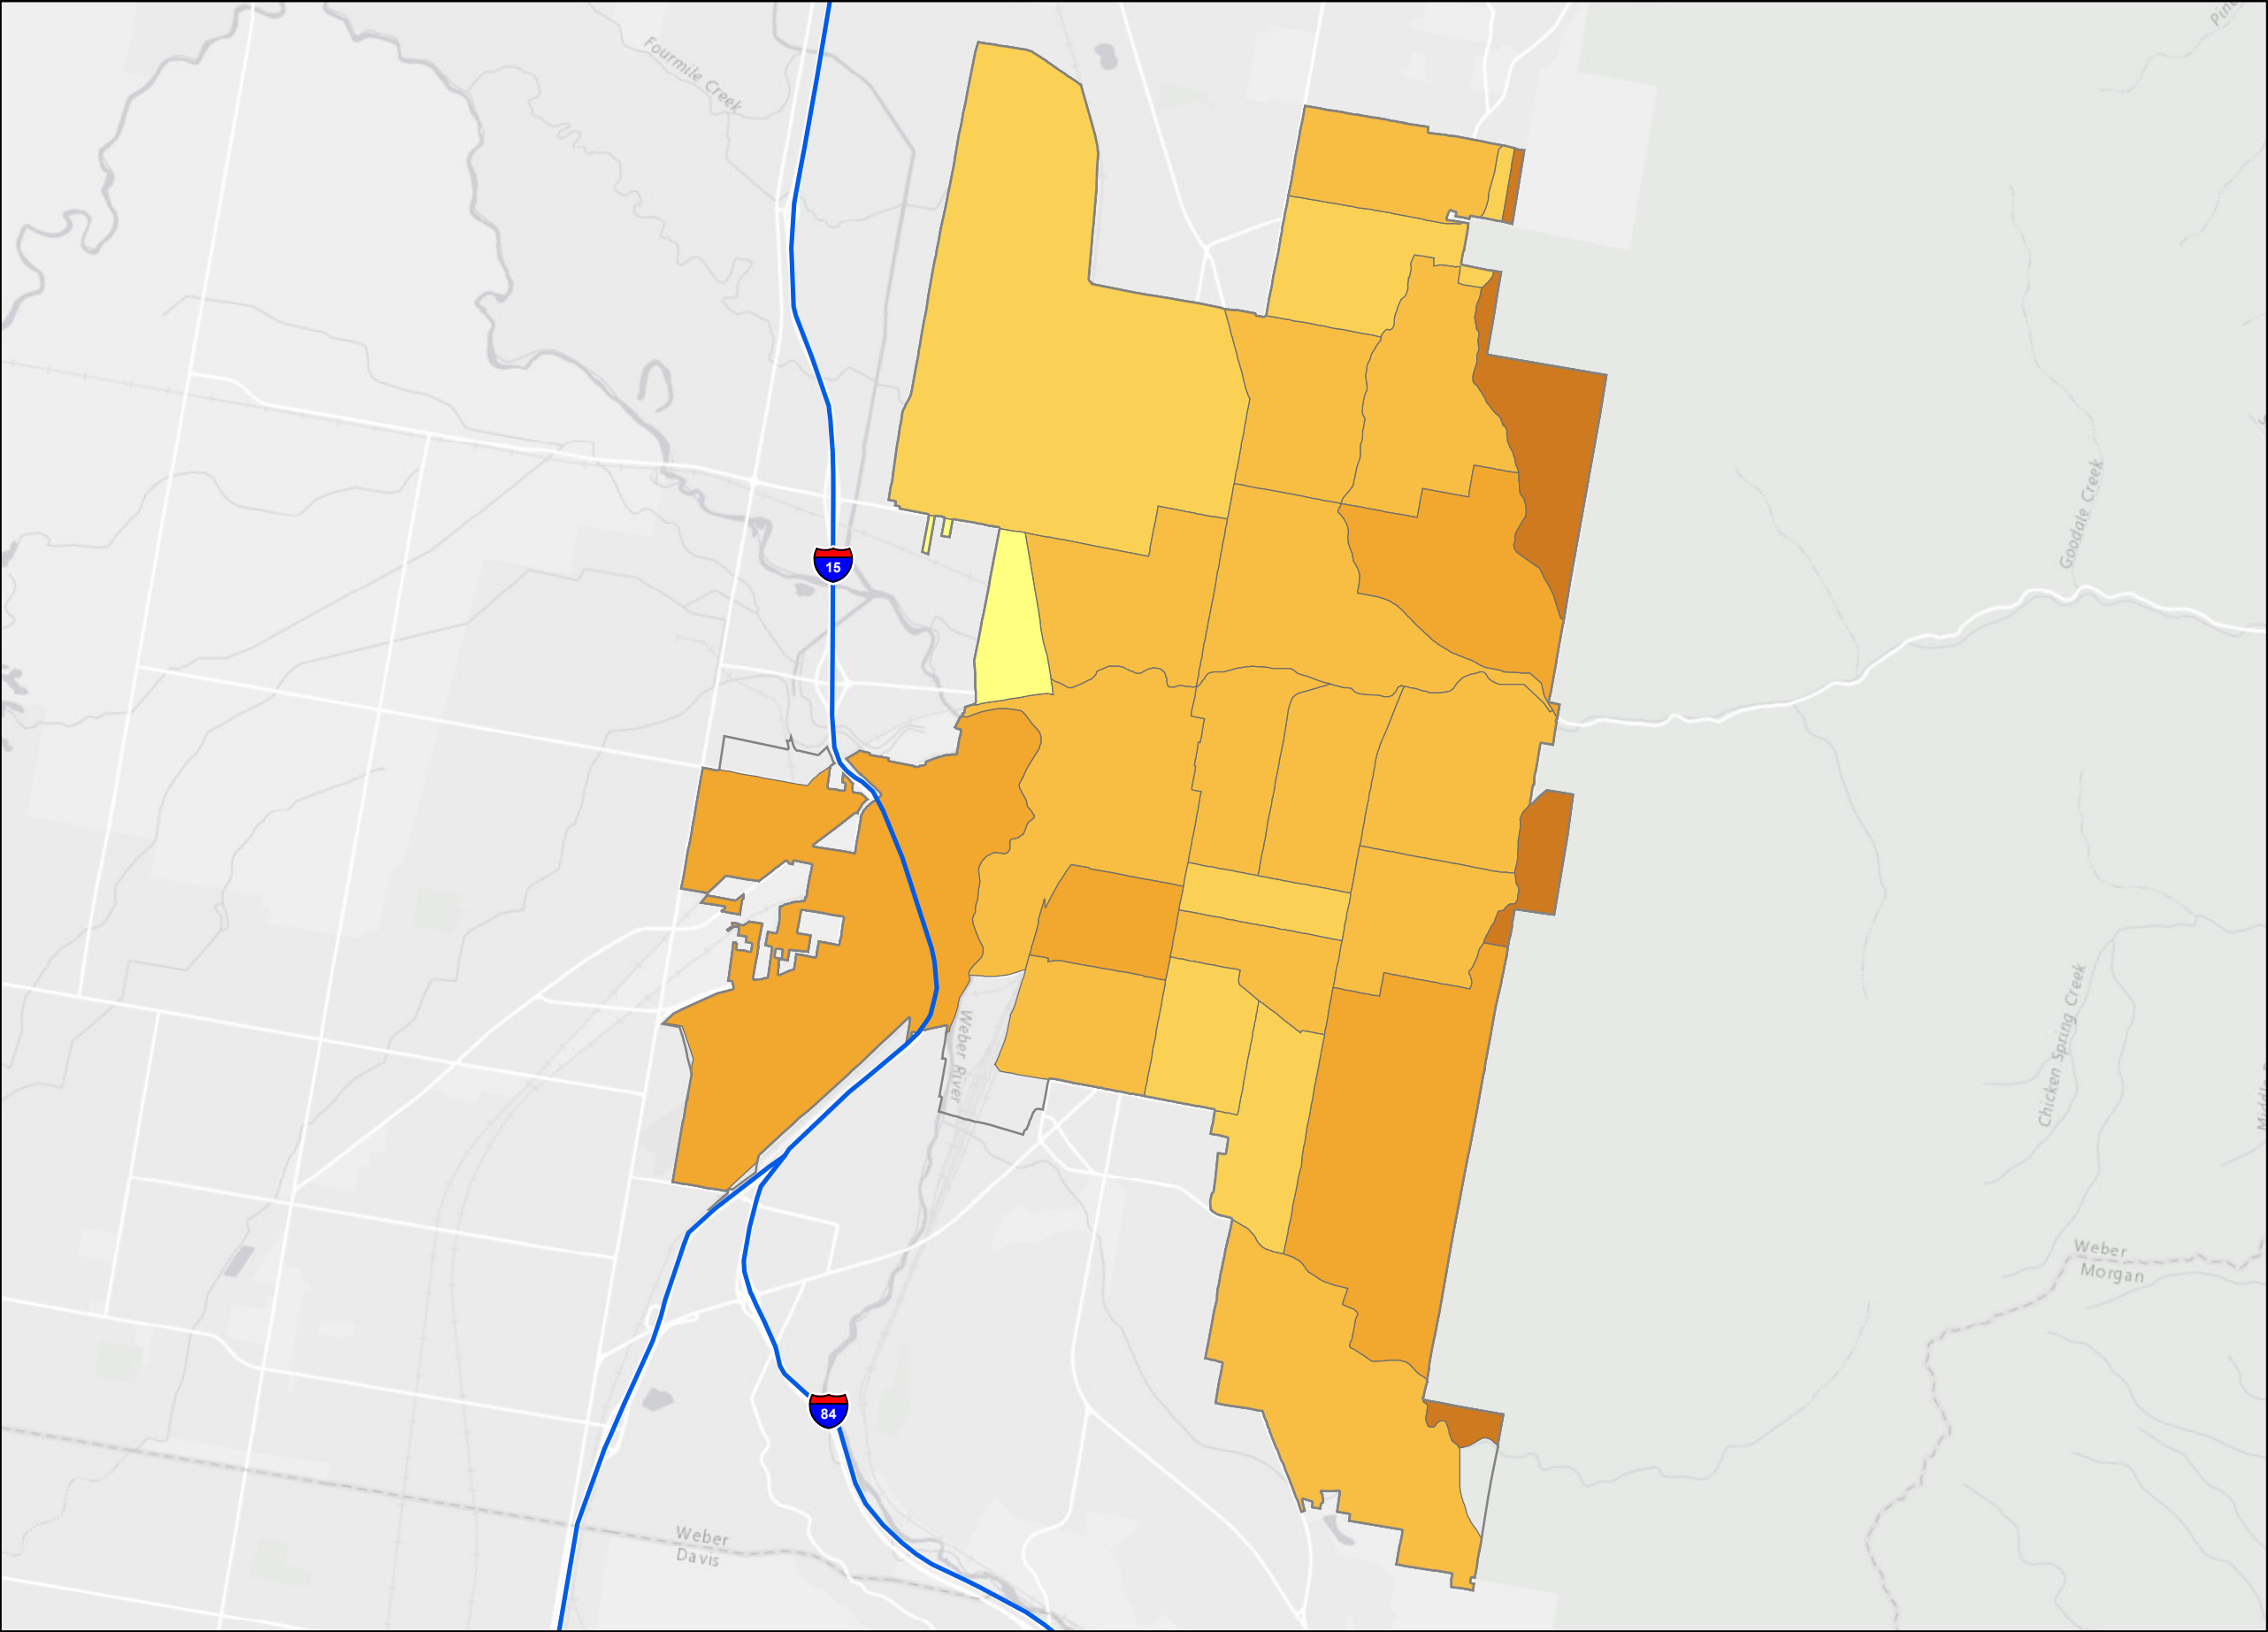 Fourmile Creek
15
Goodale Creek
Chicken Spring Creek
Weber River
Weber
Morgan
84
Weber
Davis